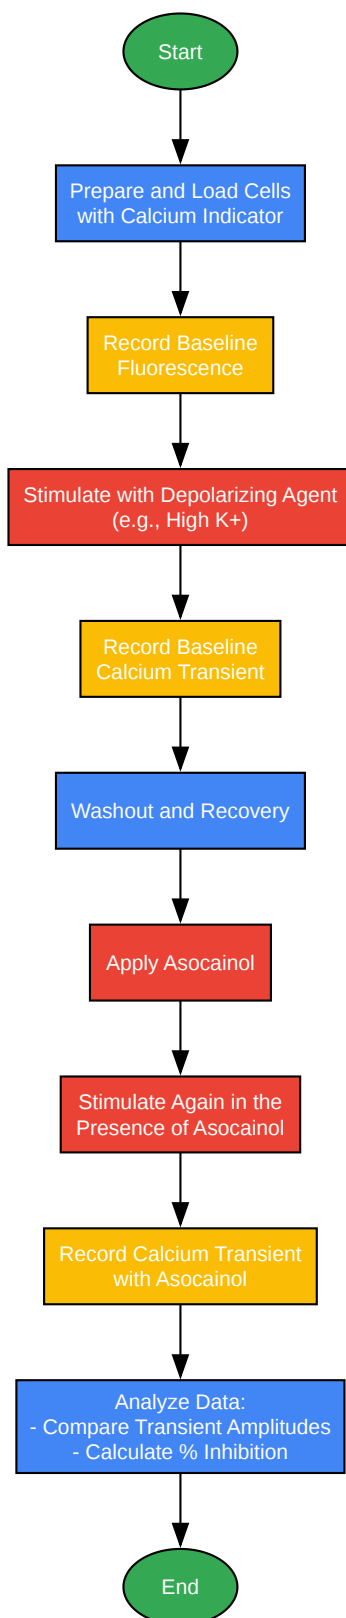 Start
Prepare and Load Cells
with Calcium Indicator
Record Baseline
Fluorescence
Stimulate with Depolarizing Agent
(e.g., High K+)
Record Baseline
Calcium Transient
Washout and Recovery
Apply Asocainol
Stimulate Again in the
Presence of Asocainol
Record Calcium Transient
with Asocainol
Analyze Data:
- Compare Transient Amplitudes
- Calculate % Inhibition
End